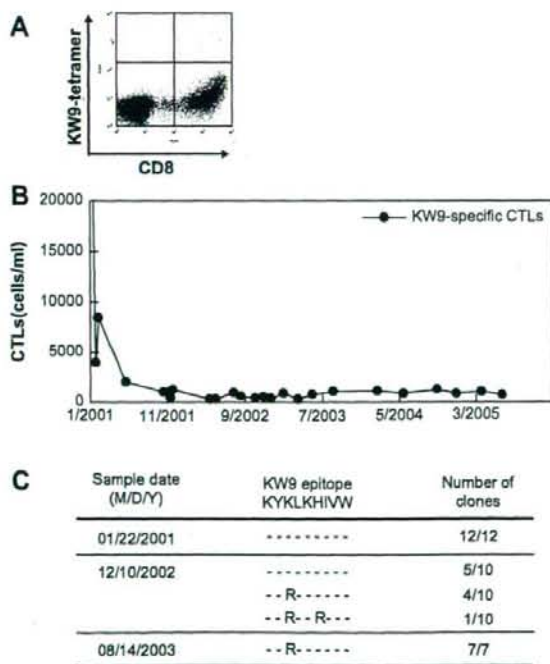 A
KW9-tetramer
CD8
B
CTLs(cells/ml)
20000
15000
10000
5000
0
KW9-specific CTLs
1/2001 11/2001 9/2002 7/2003 5/2004 3/2005
C
Sample date (M/D/Y) KW9 epitope KYKLKHIVW Number of clones
01/22/2001 --------- 12/12
12/10/2002 --------- 5/10
--R------ 4/10
--R--R--- 1/10
08/14/2003 --R------ 7/7